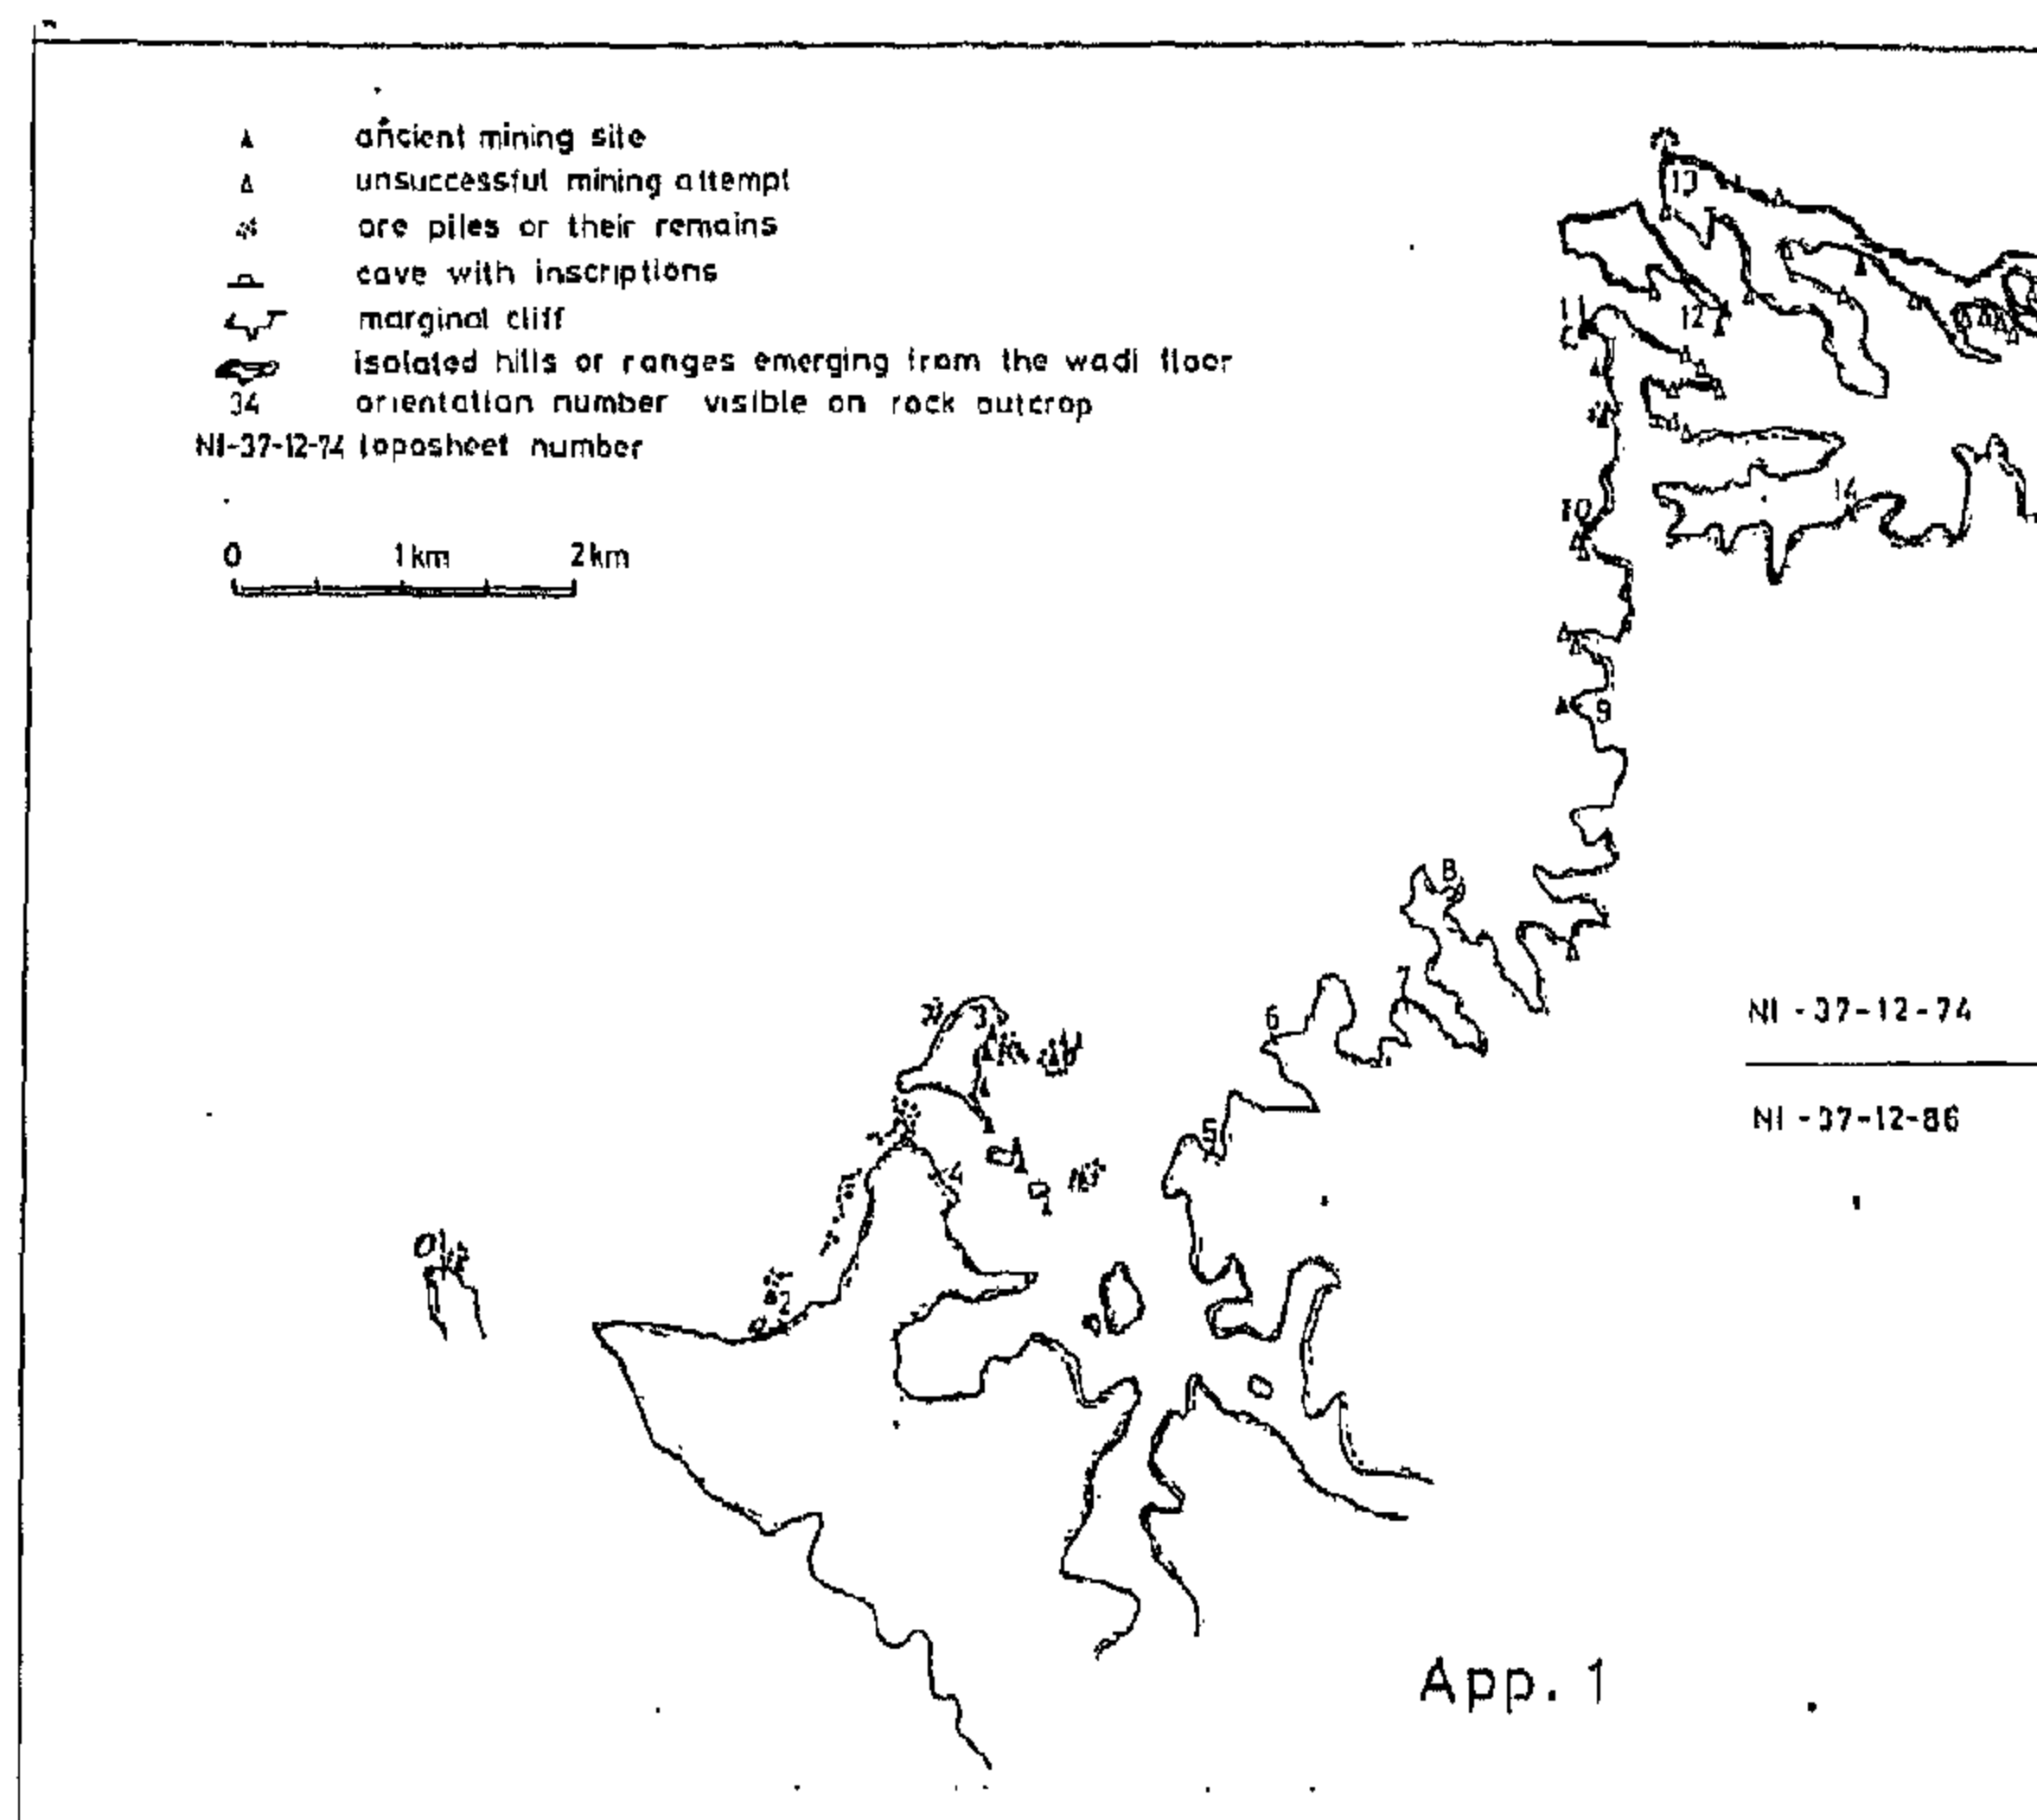 ancient mining site
unsuccessful mining attempt
ore piles or their remains
cave with inscriptions
marginal cliff
isolated hills or ranges emerging from the wadi floor
34 orientation number visible on rock outcrop
NI-37-12-74 toposheet number
0 1km 2km
13
11
12
4
14
10
9
8
7
6
3
5
34
01
2
NI - 37-12-74
NI - 37-12-86
App. 1